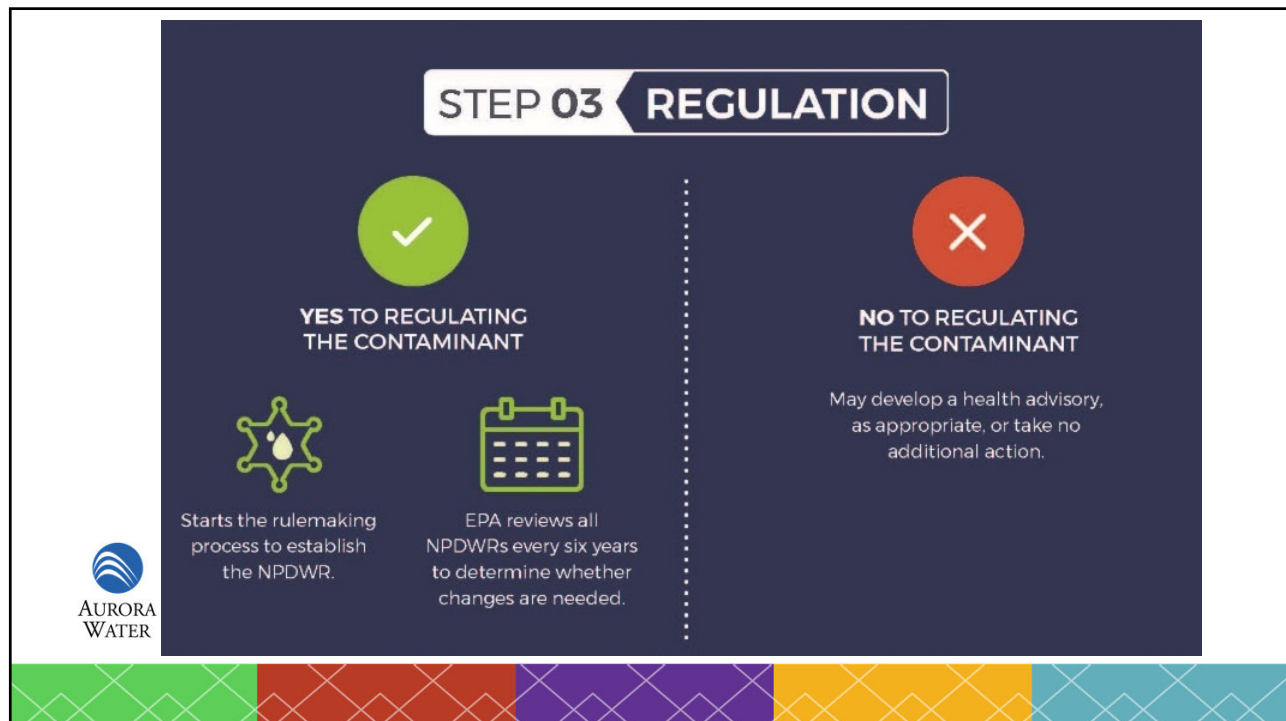 STEP 03 REGULATION
YES TO REGULATING
THE CONTAMINANT
Starts the rulemaking
process to establish
the NPDWR.
EPA reviews all
NPDWRs every six years
to determine whether
changes are needed.
NO TO REGULATING
THE CONTAMINANT
May develop a health advisory,
as appropriate, or take no
additional action.
AURORA
WATER